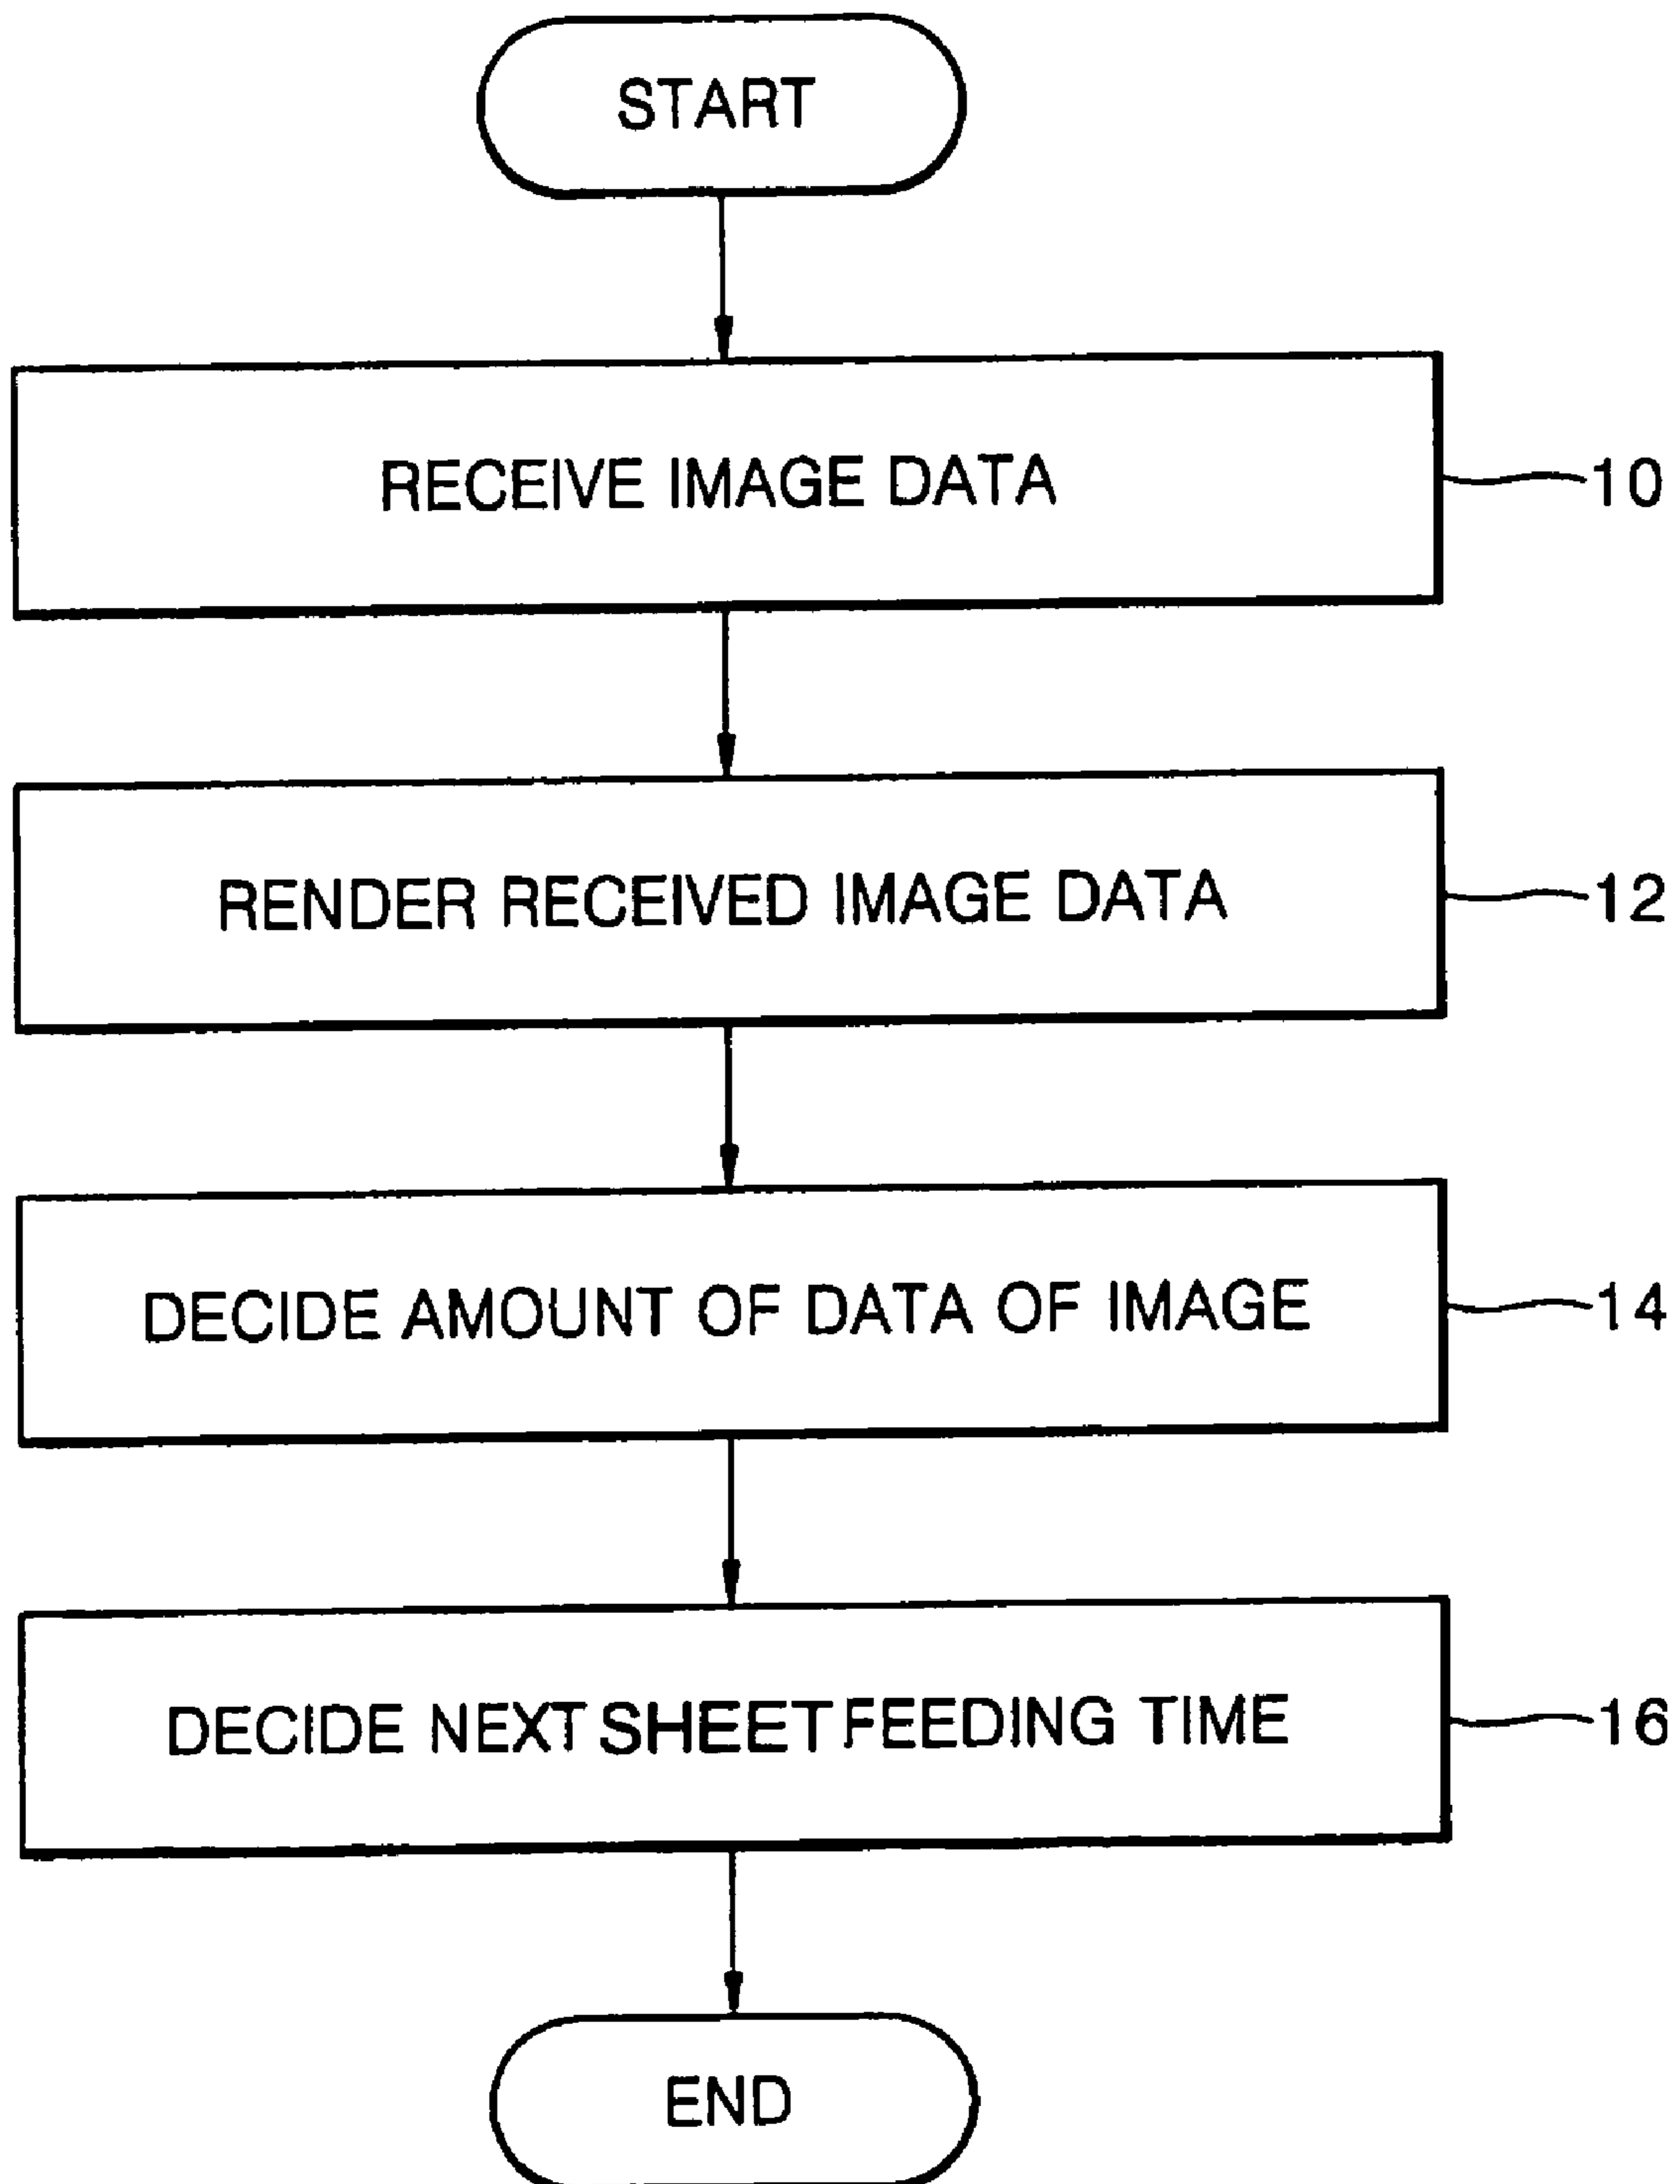 START
RECEIVE IMAGE DATA
10
RENDER RECEIVED IMAGE DATA
12
DECIDE AMOUNT OF DATA OF IMAGE
14
DECIDE NEXT SHEET FEEDING TIME
16
END